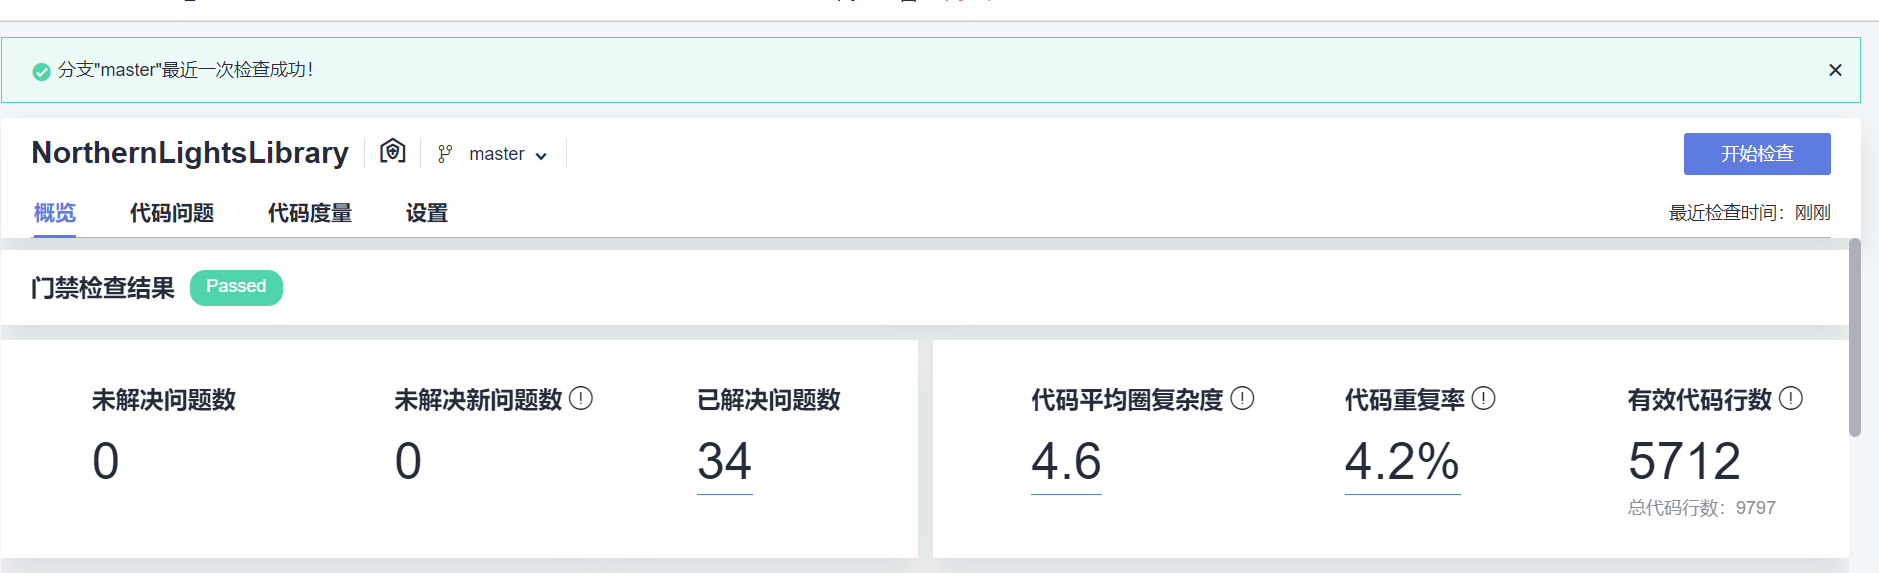 分支"master"最近一次检查成功！
NorthernLightsLibrary master 开始检查
概览 代码问题 代码度量 设置 最近检查时间：刚刚
门禁检查结果 Passed
未解决问题数 未解决新问题数 已解决问题数 代码平均圈复杂度 代码重复率 有效代码行数
0 0 34 4.6 4.2% 5712
总代码行数：9797